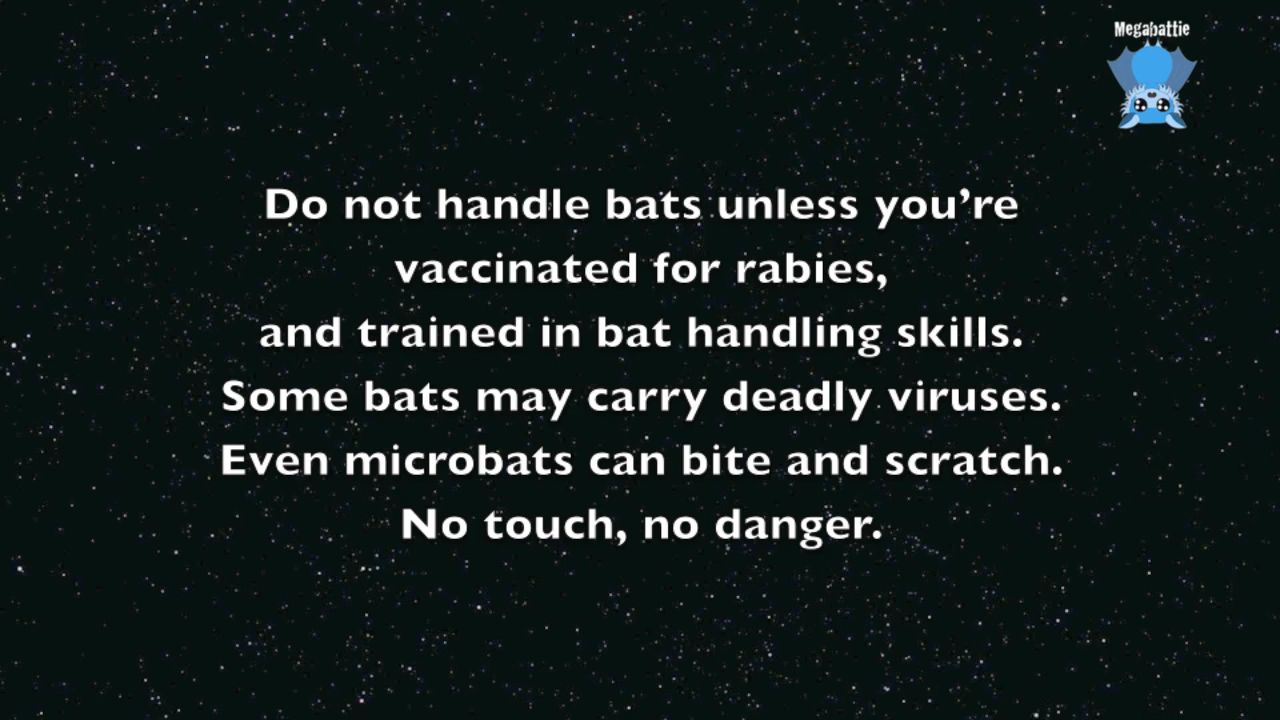 Megabattie
Do not handle bats unless you’re
vaccinated for rabies,
and trained in bat handling skills.
Some bats may carry deadly viruses.
Even microbats can bite and scratch.
No touch, no danger.